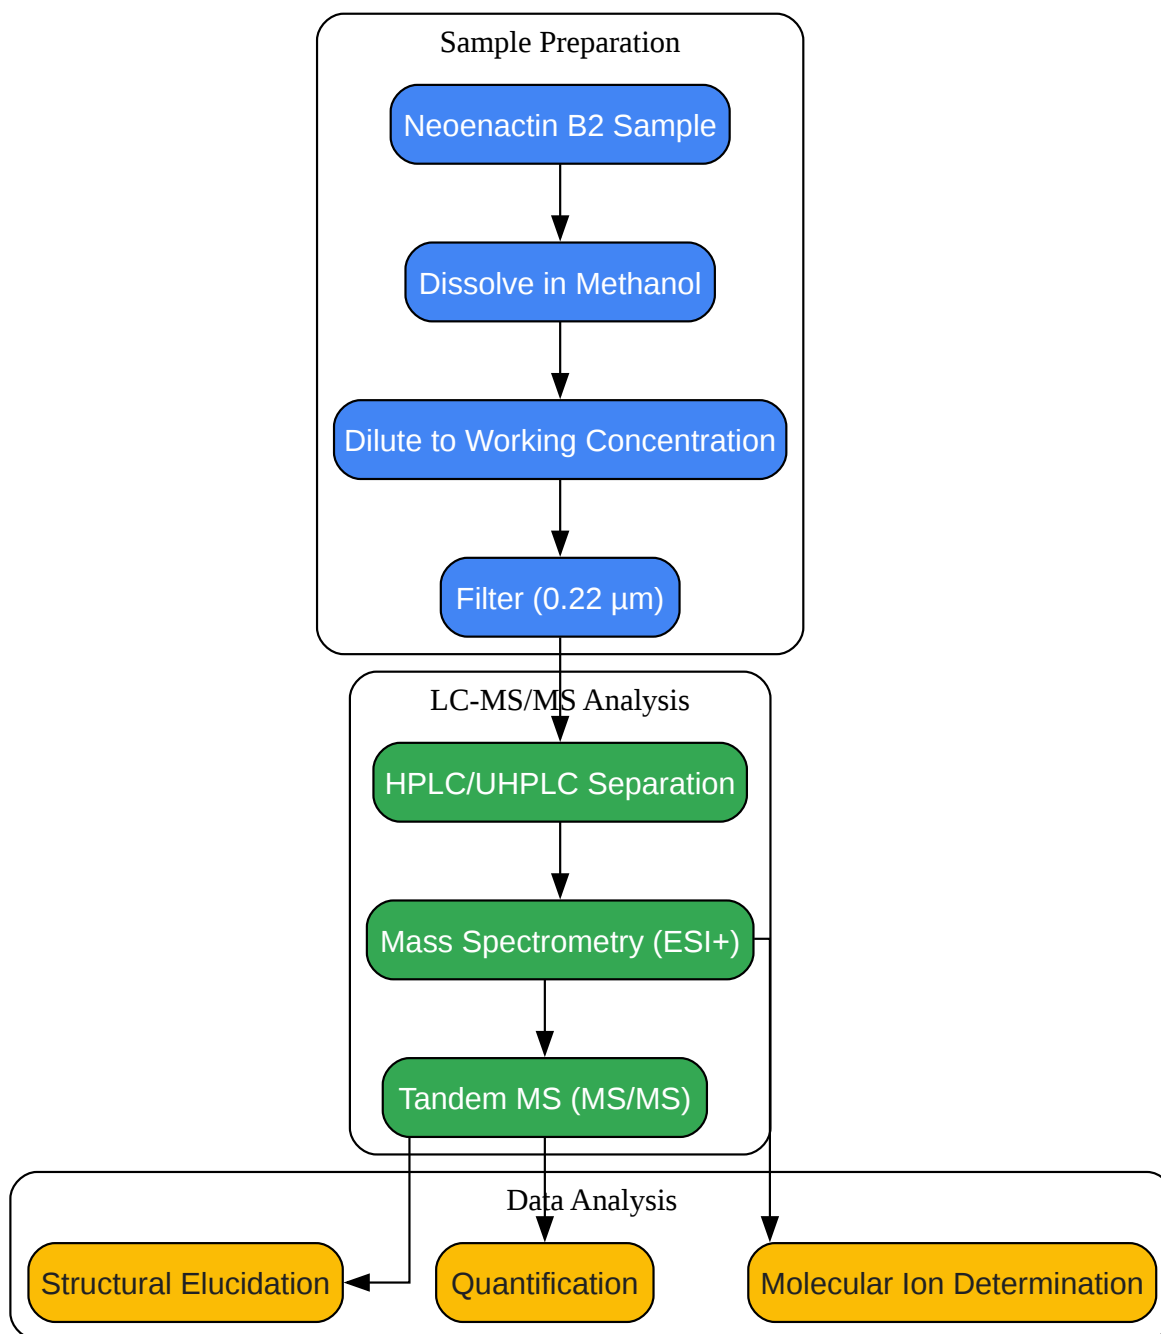 Sample Preparation
Neoenactin B2 Sample
Dissolve in Methanol
Dilute to Working Concentration
Filter (0.22 µm)
LC-MS/MS Analysis
HPLC/UHPLC Separation
Mass Spectrometry (ESI+)
Tandem MS (MS/MS)
Data Analysis
Structural Elucidation
Quantification
Molecular Ion Determination